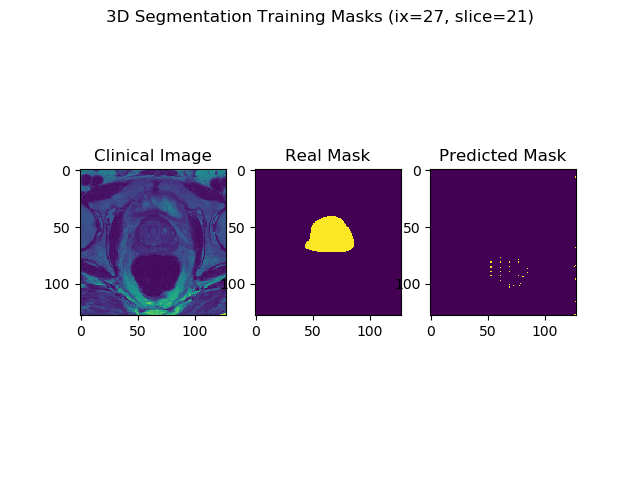 3D Segmentation Training Masks (ix=27, slice=21)
Clinical Image Real Mask Predicted Mask
0 0 0
50 50 50
100 100 100
0 50 100 0 50 100 0 100